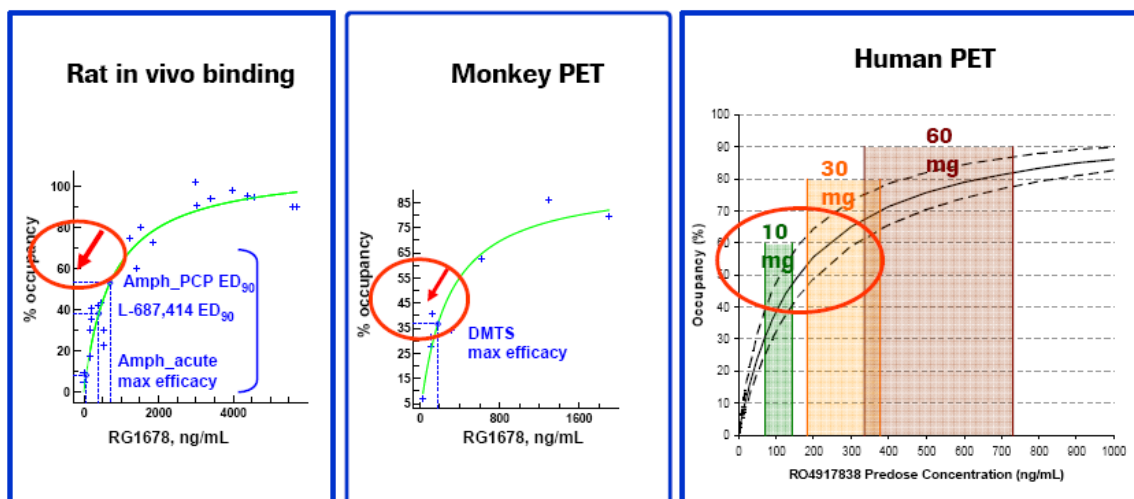 Rat in vivo binding
% occupancy
100
80
60
40
20
0
Amph_PCP ED90
L-687,414 ED90
Amph_acute
max efficacy
0
2000
4000
RG1678, ng/mL
Monkey PET
% occupancy
85
75
65
55
45
35
25
15
5
DMTS
max efficacy
0
400
800
1600
RG1678, ng/mL
Human PET
Occupancy (%)
100
90
80
70
60
50
40
30
20
10
0
60
mg
30
mg
10
mg
0
100
200
300
400
500
600
700
800
900
1000
RO4917838 Predose Concentration (ng/mL)